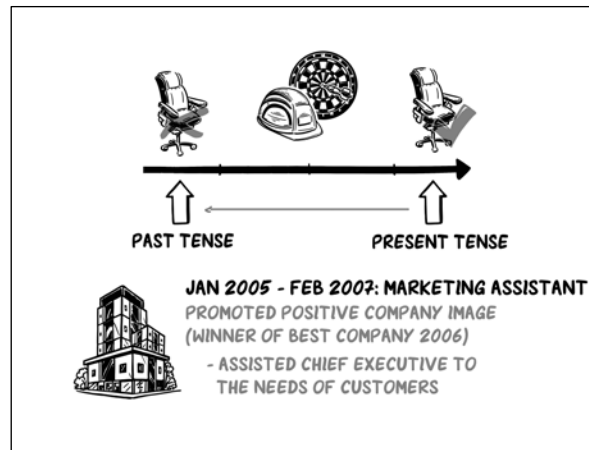 PAST TENSE
PRESENT TENSE
JAN 2005 - FEB 2007: MARKETING ASSISTANT
PROMOTED POSITIVE COMPANY IMAGE
(WINNER OF BEST COMPANY 2006)
- ASSISTED CHIEF EXECUTIVE TO
THE NEEDS OF CUSTOMERS